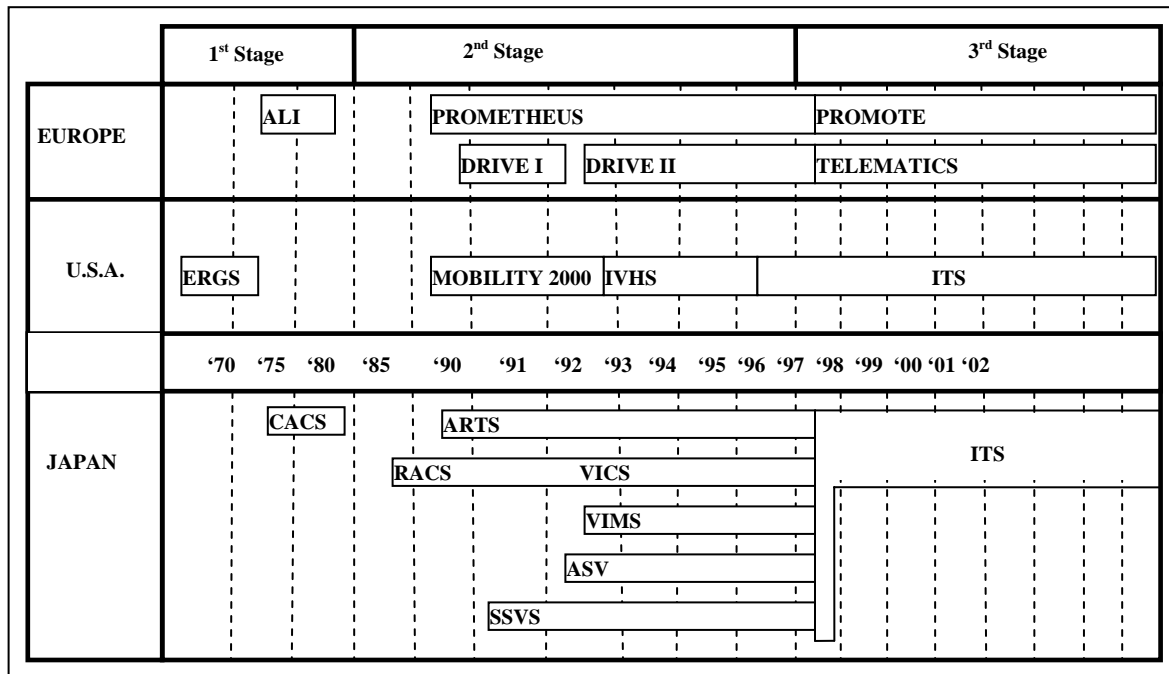 1st Stage 2nd Stage 3rd Stage
EUROPE
ALI PROMETHEUS PROMOTE
DRIVE I DRIVE II TELEMATICS
U.S.A.
ERGS MOBILITY 2000 IVHS ITS
‘70 ‘75 ‘80 ‘85 ‘90 ‘91 ‘92 ‘93 ‘94 ‘95 ‘96 ‘97 ‘98 ‘99 ‘00 ‘01 ‘02
JAPAN
CACS ARTS
ITS
RACS VICS
VIMS
ASV
SSVS